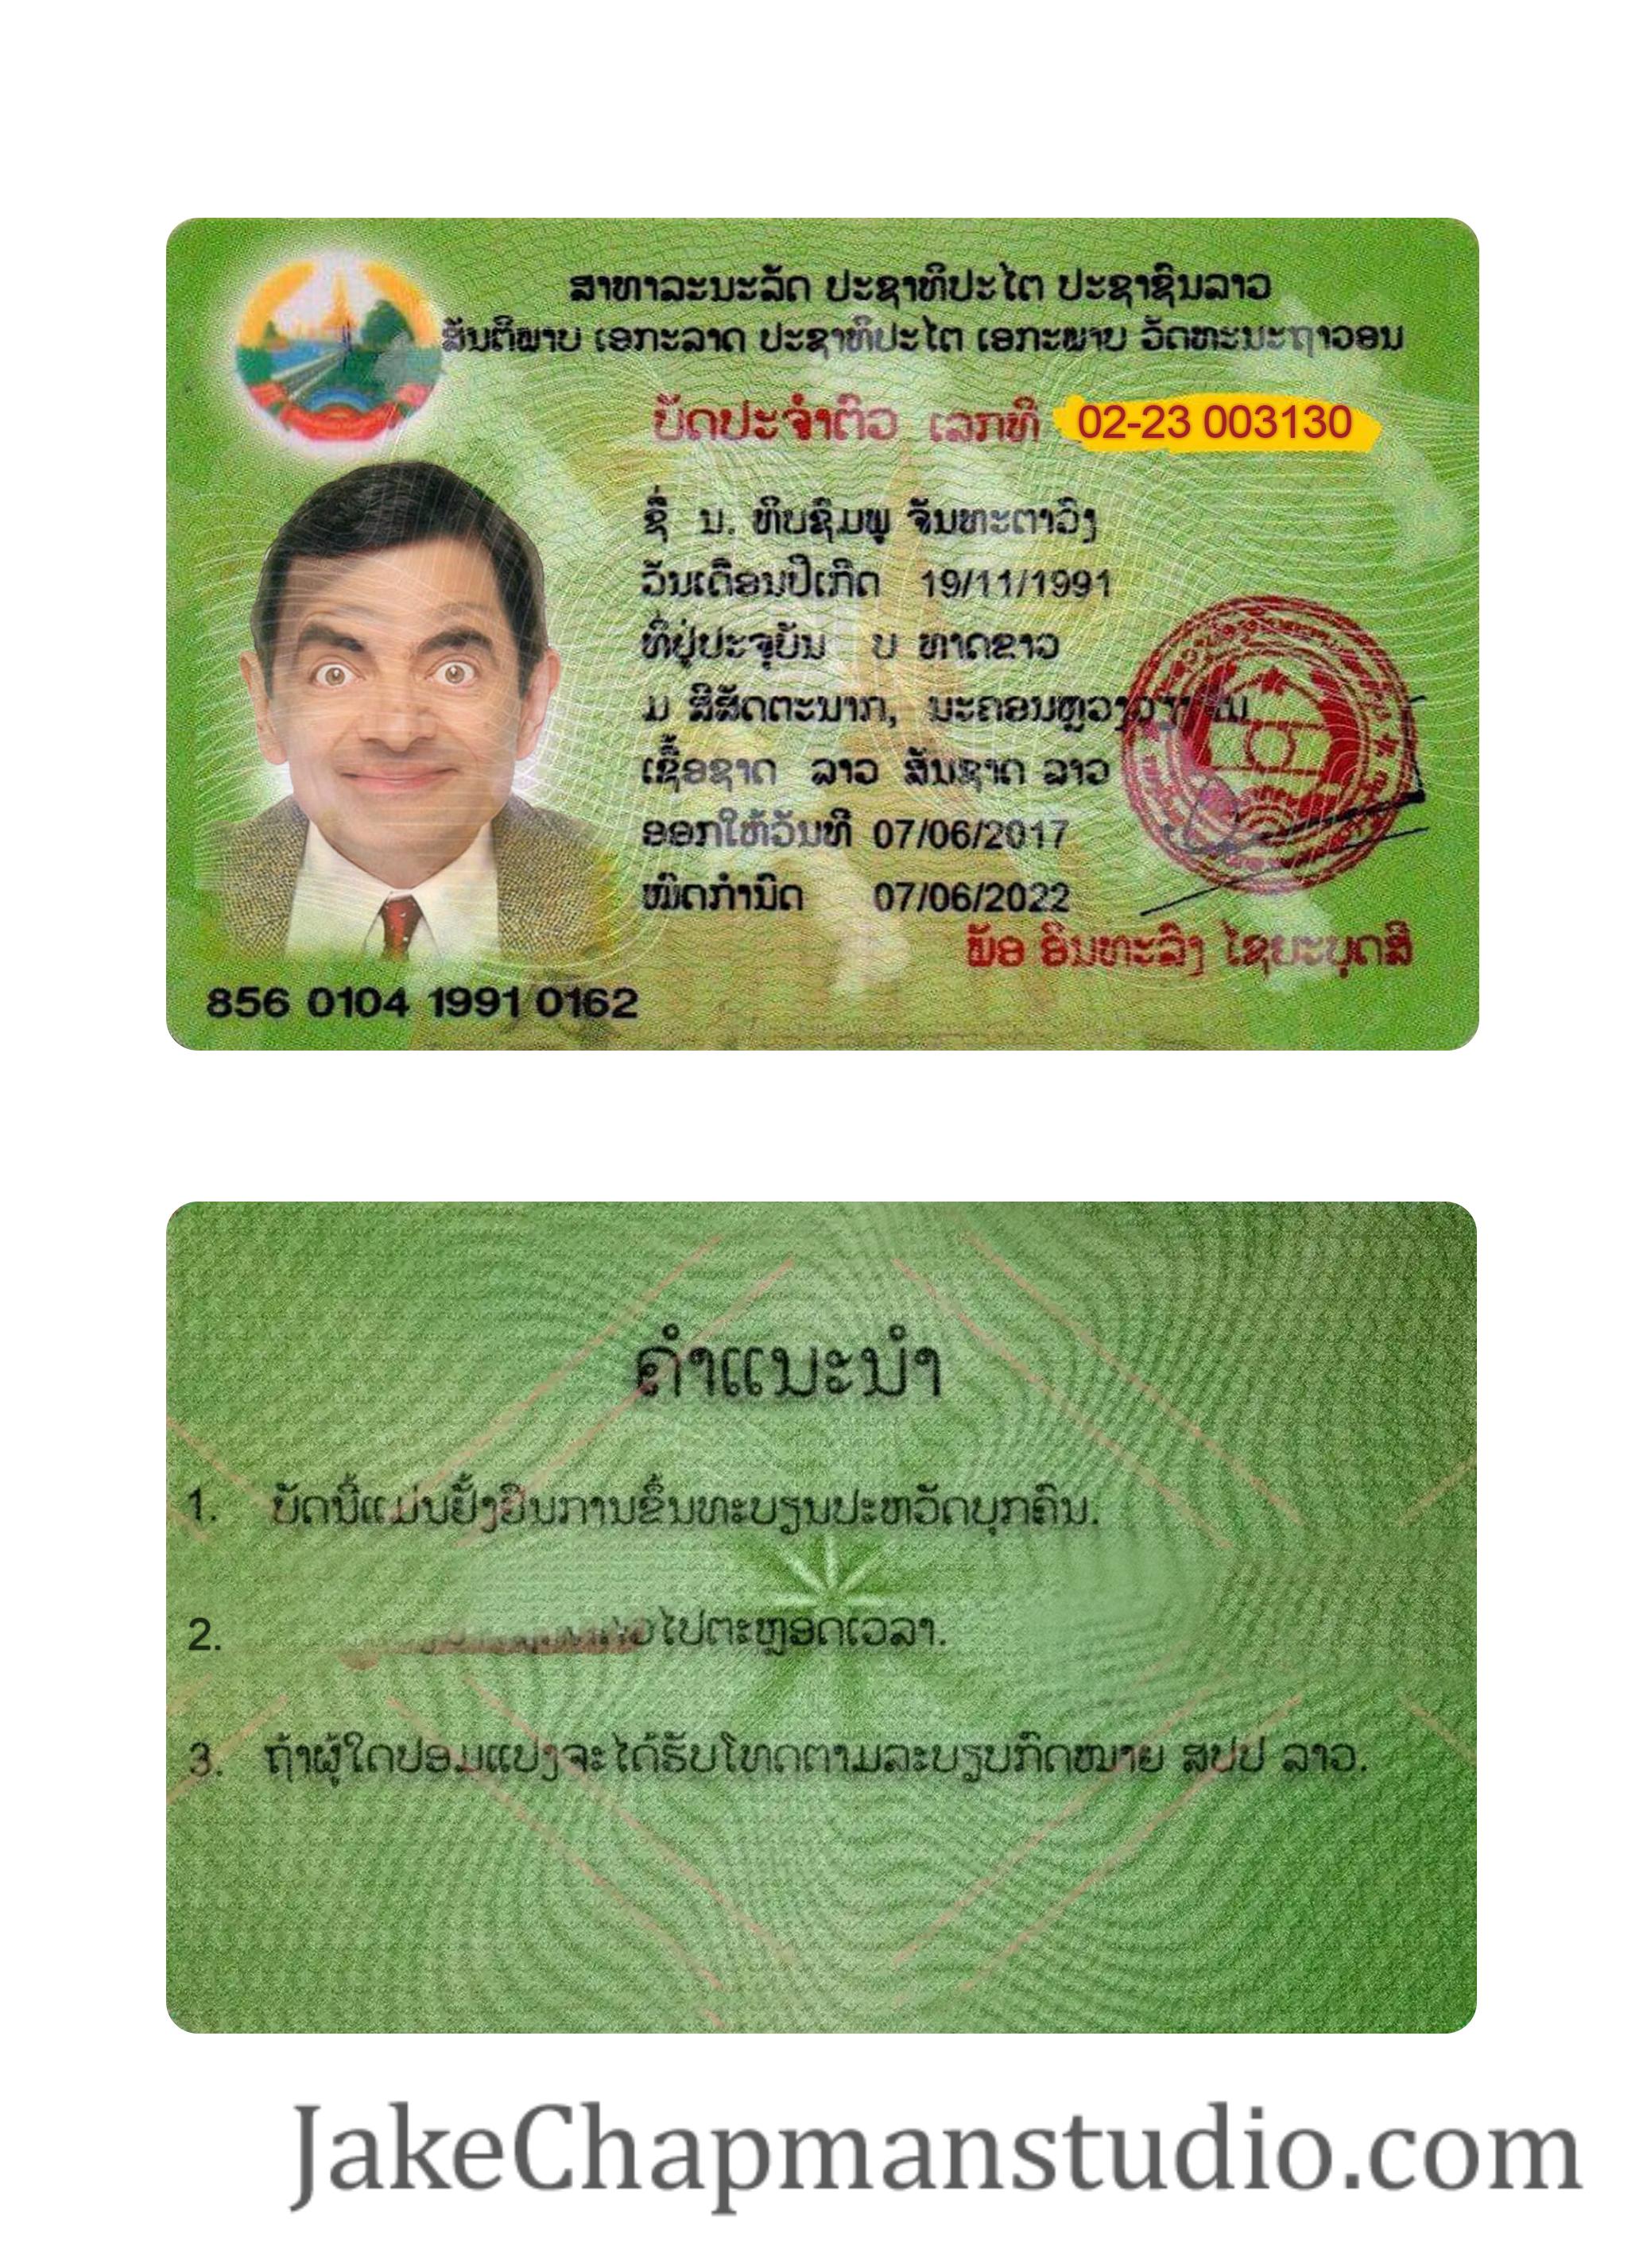 ສາທາລະນະລັດ ປະຊາທິປະໄຕ ປະຊາຊົນລາວ
ສັນຕິພາບ ເອກະລາດ ປະຊາທິປະໄຕ ເອກະພາບ ວັດທະນະຖາວອນ
ບັດປະຈຳຕົວ ເລກທີ 02-23 003130
ຊື່ ນ. ທິບຊົມພູ ຈັນທະຕາວົງ
ວັນເດືອນປີເກີດ 19/11/1991
ທີ່ຢູ່ປະຈຸບັນ ບ ທາດຂາວ
ມ ສີສັດຕະນາກ, ນະຄອນຫຼວງ
ເຊື້ອຊາດ ລາວ ສັນຊາດ ລາວ
ອອກໃຫ້ວັນທີ 07/06/2017
ໝົດກຳນົດ 07/06/2022
ພັອ ອິນທະລົງ ໄຊຍະບຸດສີ
856 0104 1991 0162
ຄຳແນະນຳ
1. ບັດນີ້ແມ່ນຢັ້ງຢືນການຂຶ້ນທະບຽນປະຫວັດບຸກຄົນ.
2. ໄປຕະຫຼອດເວລາ.
3. ຖ້າຜູ້ໃດປອມແປງຈະໄດ້ຮັບໂທດຕາມລະບຽບກົດໝາຍ ສປປ ລາວ.
JakeChapmanstudio.com